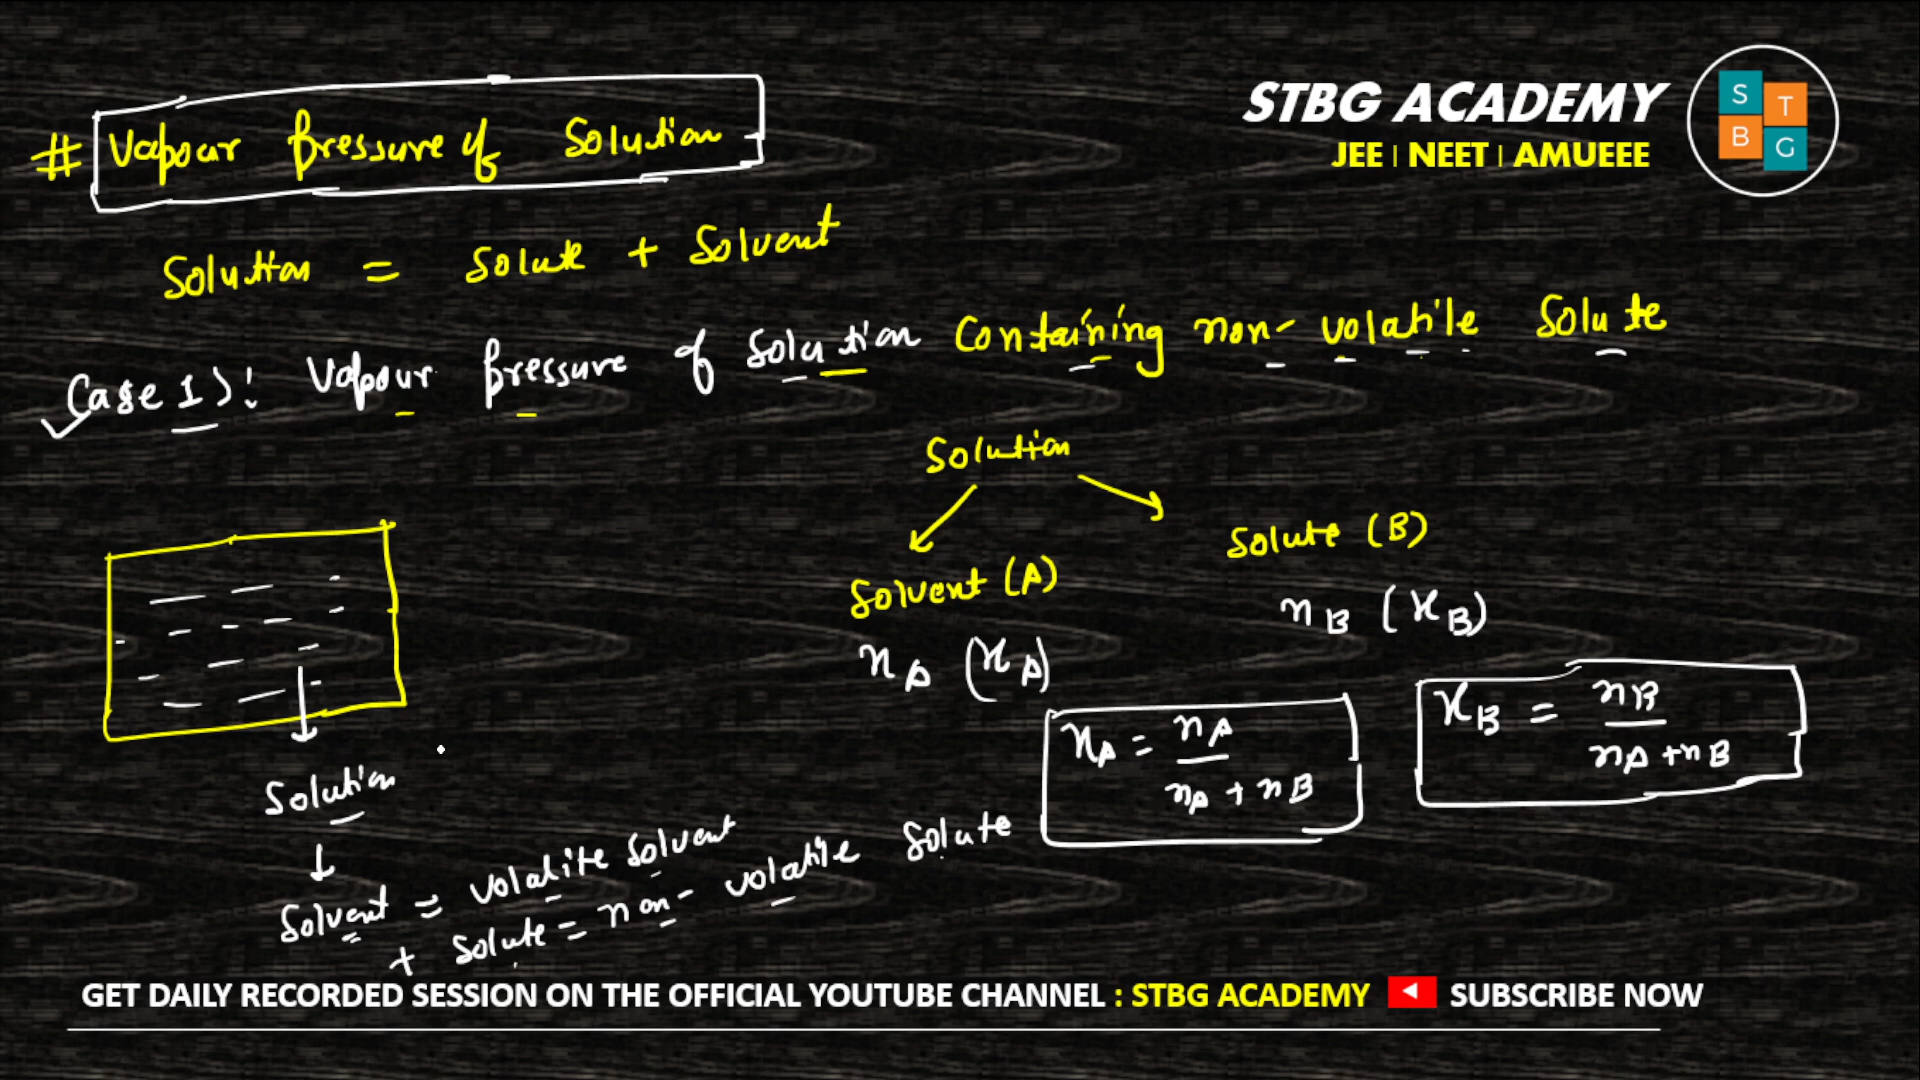 STBG ACADEMY
JEE | NEET | AMUEEE
S T
B G
# Vapour Pressure of Solution
Solution = Solute + Solvent
Case 1): Vapour Pressure of Solution Containing non-volatile Solute
Solution
Solvent (A) Solute (B)
nA (xA) nB (xB)
xA = nA / nA + nB
xB = nB / nA + nB
Solution
Solvent = volatile Solvent
+ Solute = non-volatile Solute
GET DAILY RECORDED SESSION ON THE OFFICIAL YOUTUBE CHANNEL : STBG ACADEMY SUBSCRIBE NOW